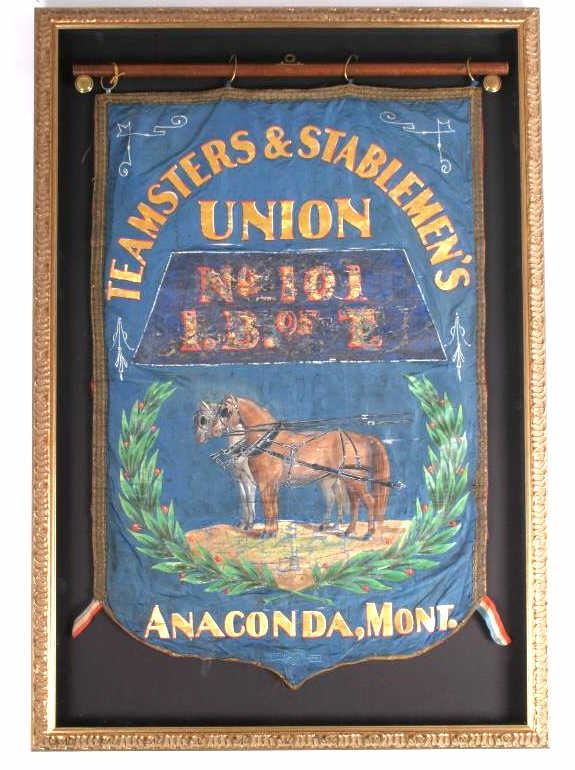 TEAMSTERS & STABLEMEN'S
UNION
No. 101
I.B. OF T.
ANACONDA, MONT.